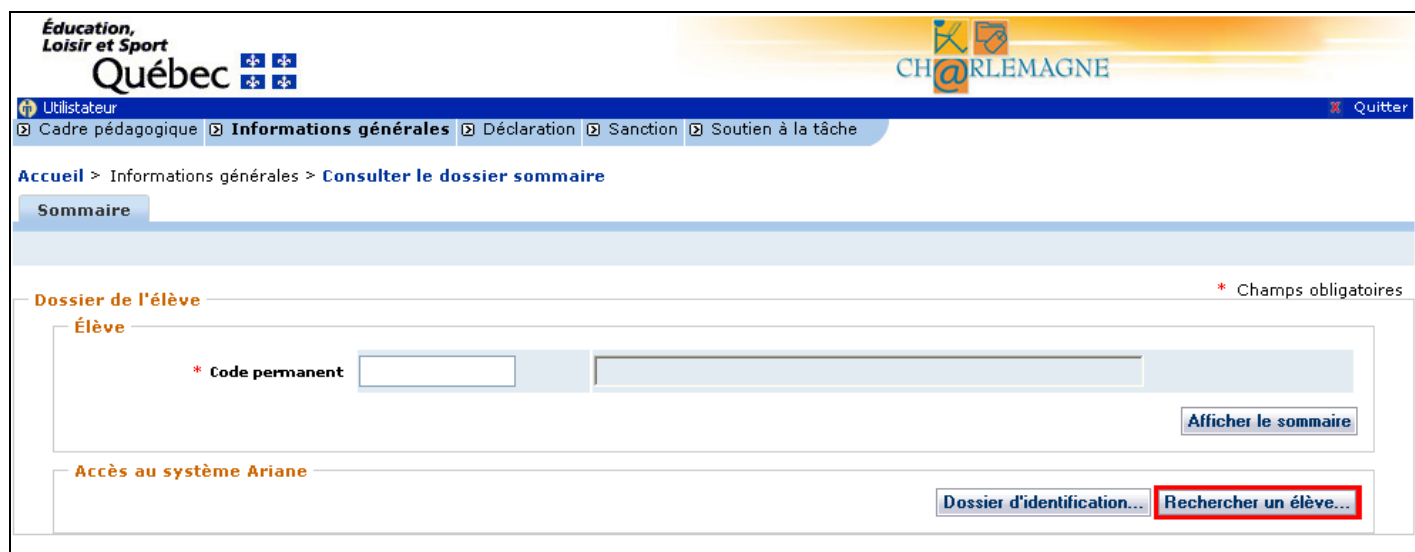 Éducation,
Loisir et Sport
Québec
CH@RLEMAGNE
Utilistateur
Quitter
Cadre pédagogique Informations générales Déclaration Sanction Soutien à la tâche
Accueil > Informations générales > Consulter le dossier sommaire
Sommaire
* Champs obligatoires
Dossier de l'élève
Élève
* Code permanent
Afficher le sommaire
Accès au système Ariane
Dossier d'identification... Rechercher un élève...